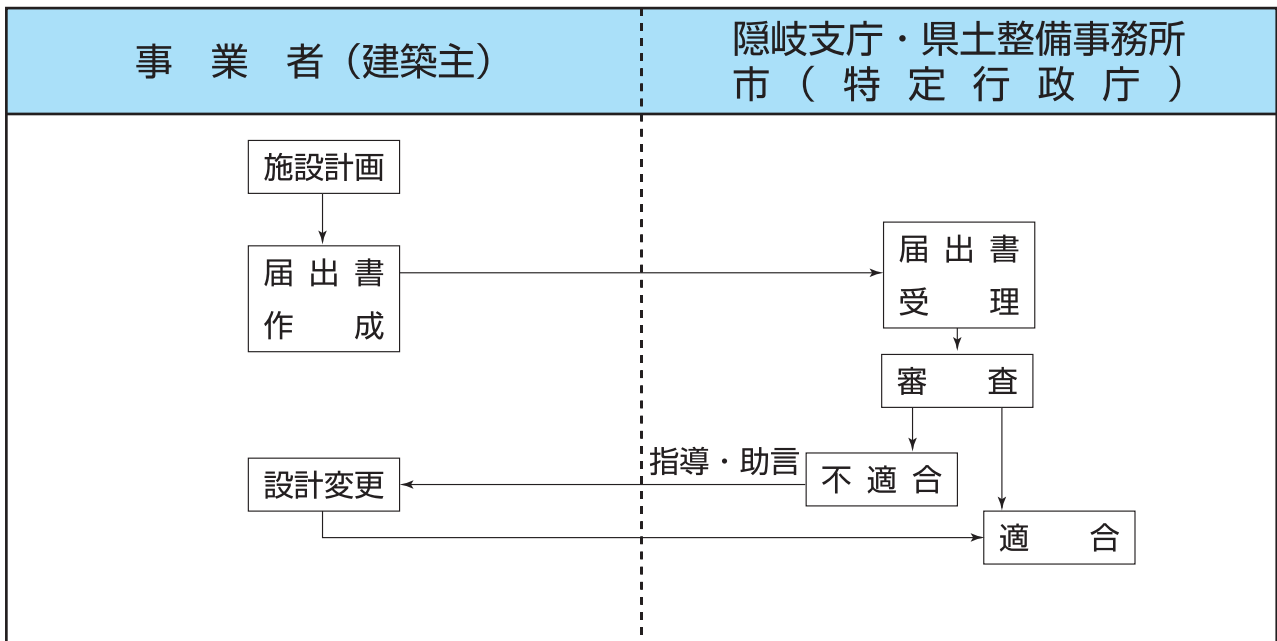 事業者（建築主）
隠岐支庁・県土整備事務所
市（特定行政庁）
施設計画
届出書
作成
届出書
受理
審査
指導・助言
不適合
設計変更
適合